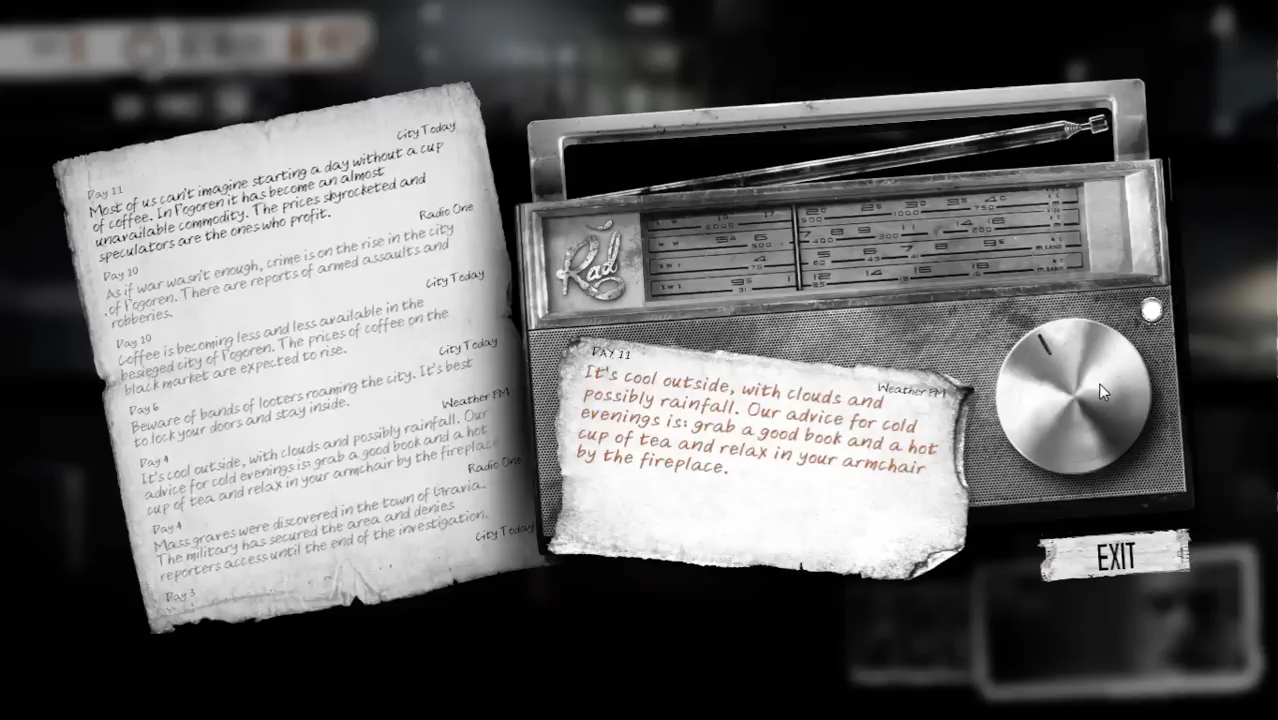 City Today
Day 11
Most of us can't imagine starting a day without a cup
of coffee. In Pogoren it has become an almost
unavailable commodity. The prices skyrocketed and
speculators are the ones who profit.
Radio One
Day 10
As if war wasn't enough, crime is on the rise in the city
of Pogoren. There are reports of armed assaults and
robberies.
City Today
Day 10
Coffee is becoming less and less available in the
besieged city of Pogoren. The prices of coffee on the
black market are expected to rise.
City Today
Day 6
Beware of bands of looters roaming the city. It's best
to lock your doors and stay inside.
Weather FM
Day 4
It's cool outside, with clouds and possibly rainfall. Our
advice for cold evenings is: grab a good book and a hot
cup of tea and relax in your armchair by the fireplace
Radio One
Day 4
Mass graves were discovered in the town of Gravia.
The military has secured the area and denies
reporters access until the end of the investigation.
City Today
Day 3
Rad
DAY 11
Weather FM
It's cool outside, with clouds and
possibly rainfall. Our advice for cold
evenings is: grab a good book and a hot
cup of tea and relax in your armchair
by the fireplace.
EXIT